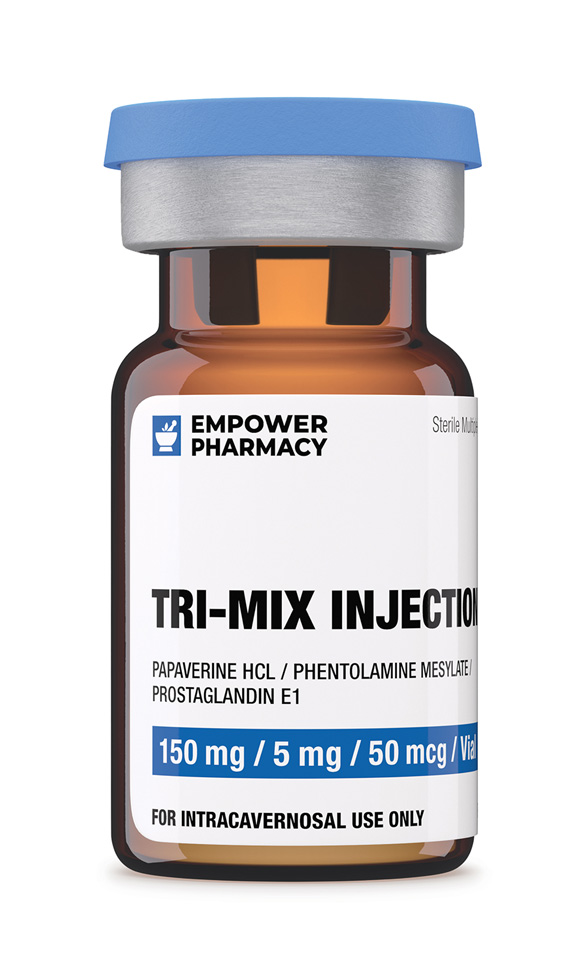 EMPOWER
PHARMACY
Sterile
TRI-MIX INJECTION
PAPAVERINE HCL / PHENTOLAMINE MESYLATE /
PROSTAGLANDIN E1
150 mg / 5 mg / 50 mcg / Vial
FOR INTRACAVERNOSAL USE ONLY